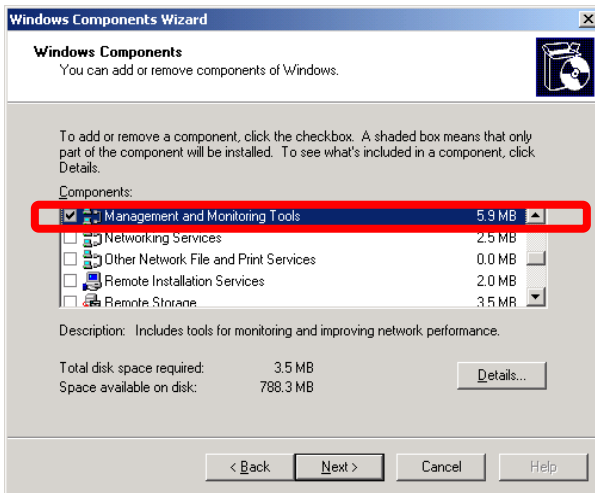 Windows Components Wizard
Windows Components
You can add or remove components of Windows.
To add or remove a component, click the checkbox. A shaded box means that only
part of the component will be installed. To see what's included in a component, click
Details.
Components:
Management and Monitoring Tools 5.9 MB
Networking Services 2.5 MB
Other Network File and Print Services 0.0 MB
Remote Installation Services 2.0 MB
Remote Storage 3.5 MB
Description: Includes tools for monitoring and improving network performance.
Total disk space required: 3.5 MB
Space available on disk: 788.3 MB
Details...
< Back Next > Cancel Help